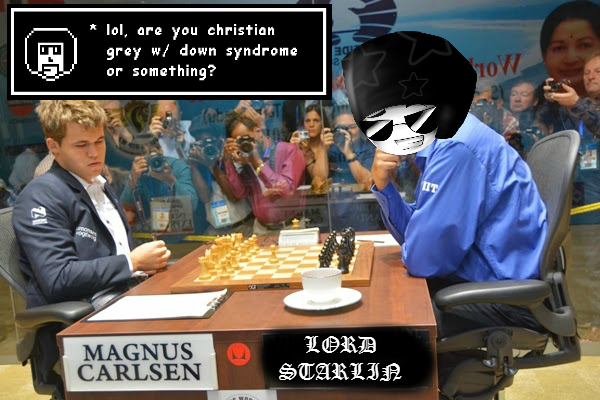 * lol, are you christian
grey w/ down syndrome
or something?
MAGNUS
CARLSEN
LORD
STARLIN